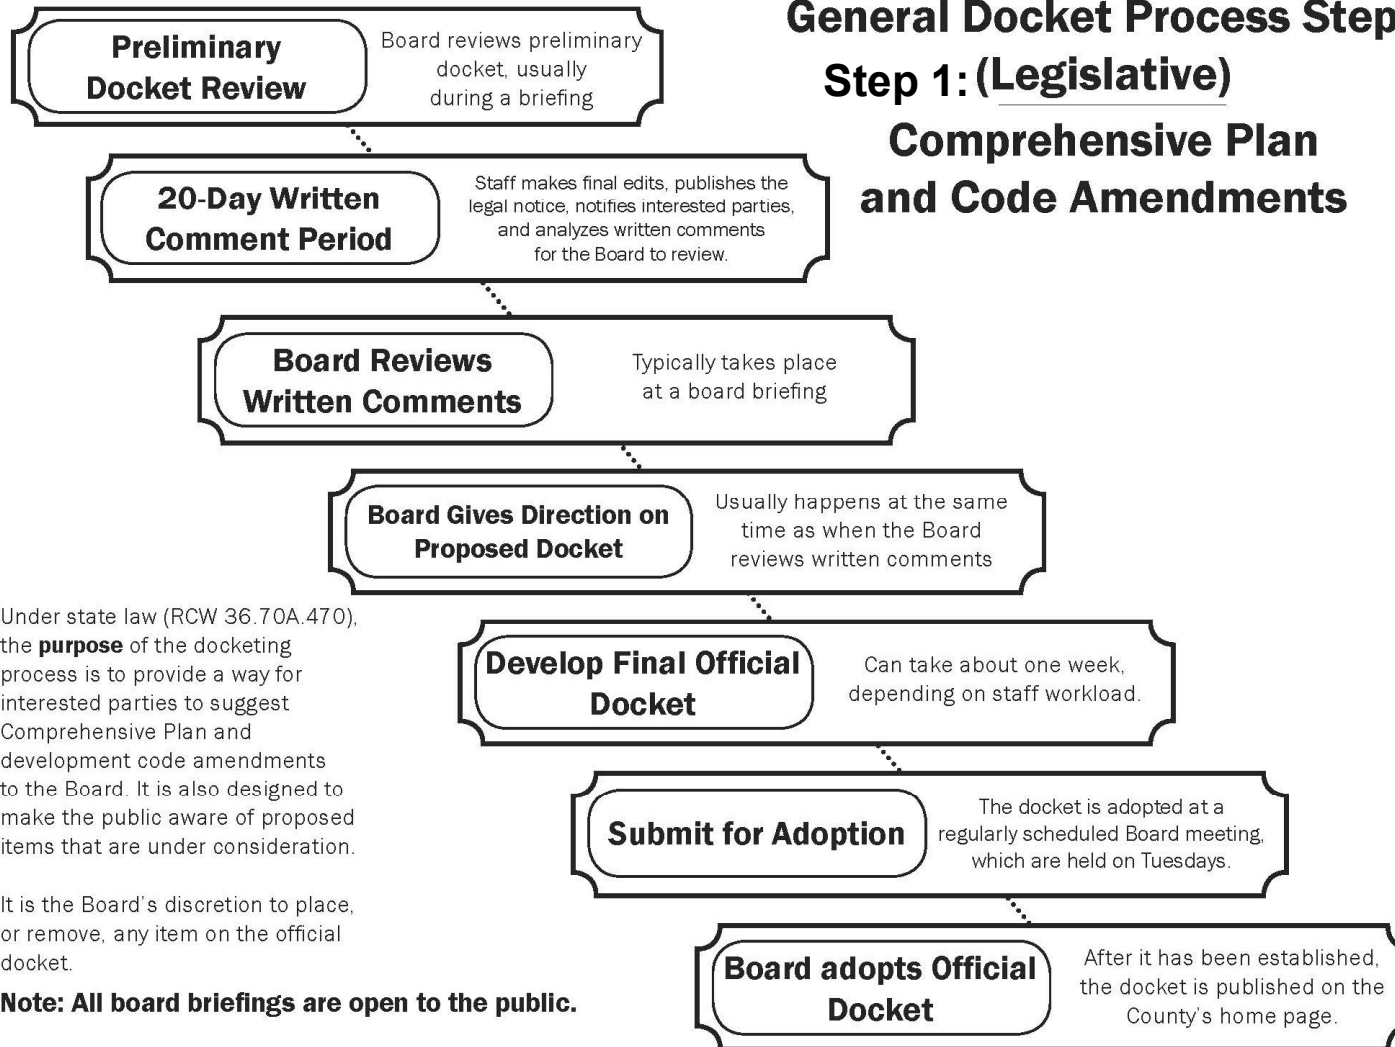 General Docket Process Step
Step 1: (Legislative)
Comprehensive Plan
and Code Amendments
Preliminary
Docket Review
Board reviews preliminary
docket, usually
during a briefing
20-Day Written
Comment Period
Staff makes final edits, publishes the
legal notice, notifies interested parties,
and analyzes written comments
for the Board to review.
Board Reviews
Written Comments
Typically takes place
at a board briefing
Board Gives Direction on
Proposed Docket
Usually happens at the same
time as when the Board
reviews written comments
Develop Final Official
Docket
Can take about one week,
depending on staff workload.
Submit for Adoption
The docket is adopted at a
regularly scheduled Board meeting,
which are held on Tuesdays.
Board adopts Official
Docket
After it has been established,
the docket is published on the
County's home page.
Under state law (RCW 36.70A.470),
the purpose of the docketing
process is to provide a way for
interested parties to suggest
Comprehensive Plan and
development code amendments
to the Board. It is also designed to
make the public aware of proposed
items that are under consideration.
It is the Board's discretion to place,
or remove, any item on the official
docket.
Note: All board briefings are open to the public.